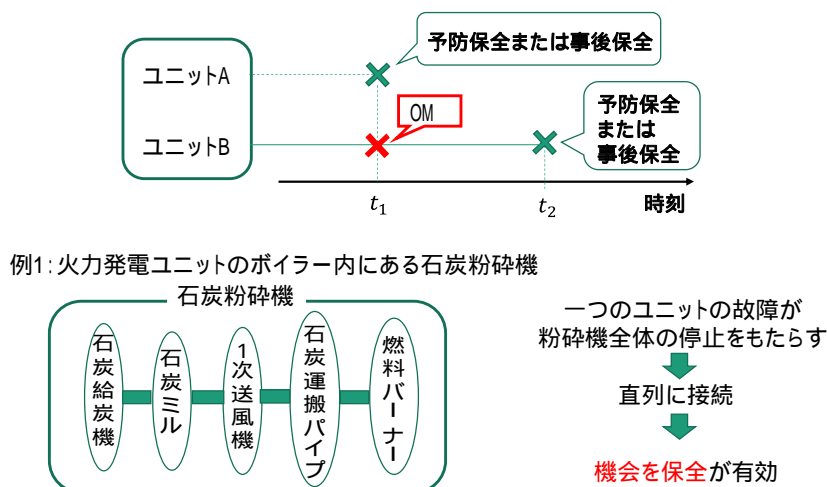 予防保全または事後保全
ユニットA
OM
予防保全
または
事後保全
ユニットB
t₁
t₂
時刻
例1:火力発電ユニットのボイラー内にある石炭粉砕機
石炭粉砕機
石炭給炭機
石炭ミル
1次送風機
石炭運搬パイプ
燃料バーナー
一つのユニットの故障が
粉砕機全体の停止をもたらす
直列に接続
機会を保全が有効